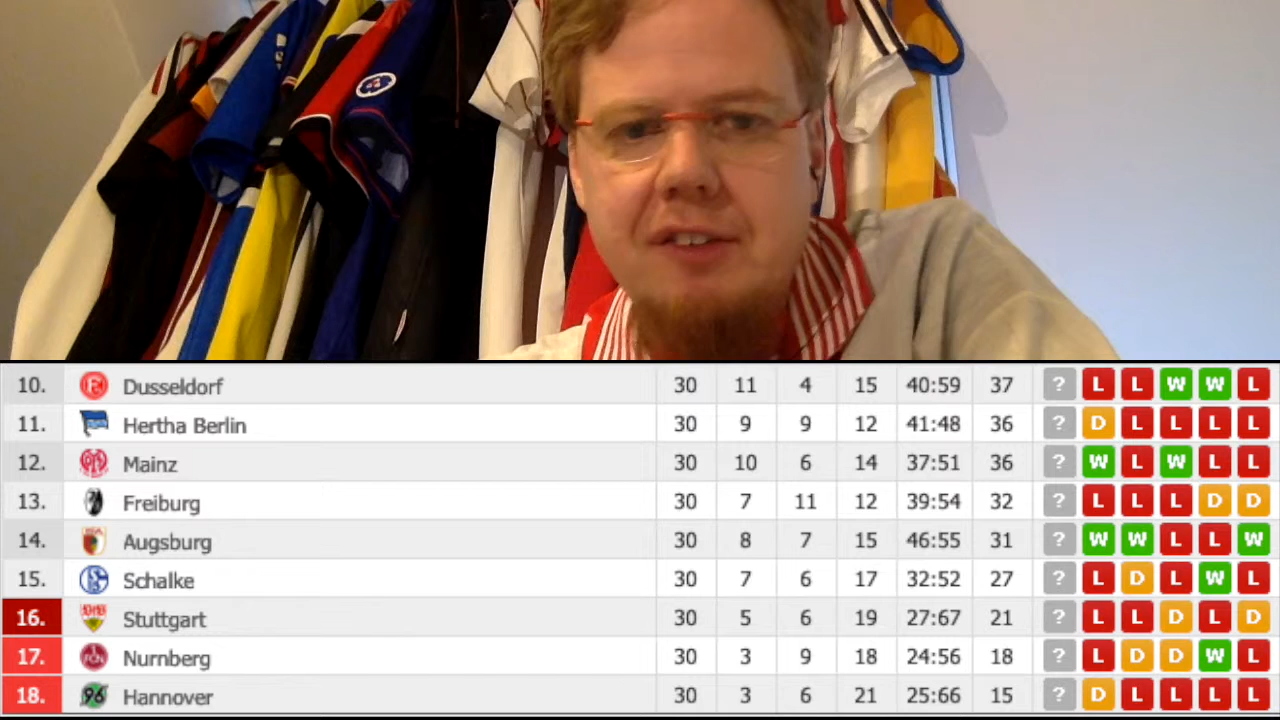 10. Dusseldorf 30 11 4 15 40:59 37 ? L L W W L
11. Hertha Berlin 30 9 9 12 41:48 36 ? D L L L L
12. Mainz 30 10 6 14 37:51 36 ? W L W L L
13. Freiburg 30 7 11 12 39:54 32 ? L L L D D
14. Augsburg 30 8 7 15 46:55 31 ? W W L L W
15. Schalke 30 7 6 17 32:52 27 ? L D L W L
16. Stuttgart 30 5 6 19 27:67 21 ? L L D L D
17. Nurnberg 30 3 9 18 24:56 18 ? L D D W L
18. 96 Hannover 30 3 6 21 25:66 15 ? D L L L L